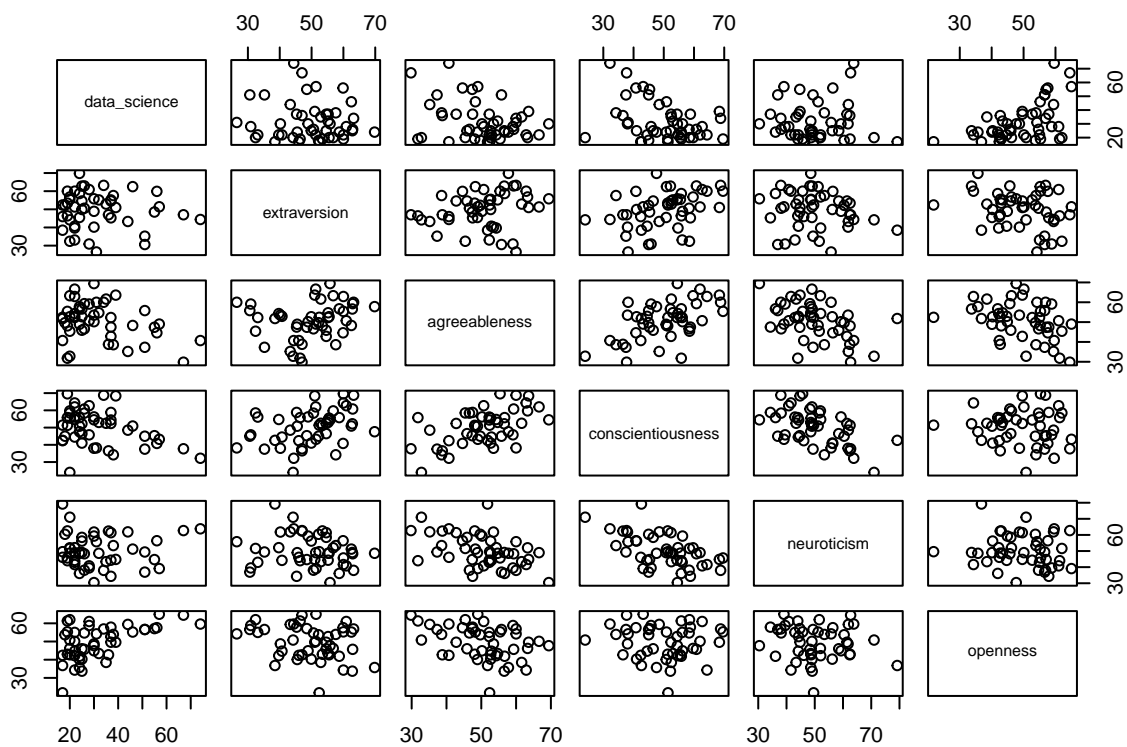 30 50 70 30 50 70 30 50
data_science
20 60
30 60
extraversion
agreeableness
30 60
30 60
conscientiousness
neuroticism
30 60
30 60
openness
20 40 60 30 50 70 30 50 70